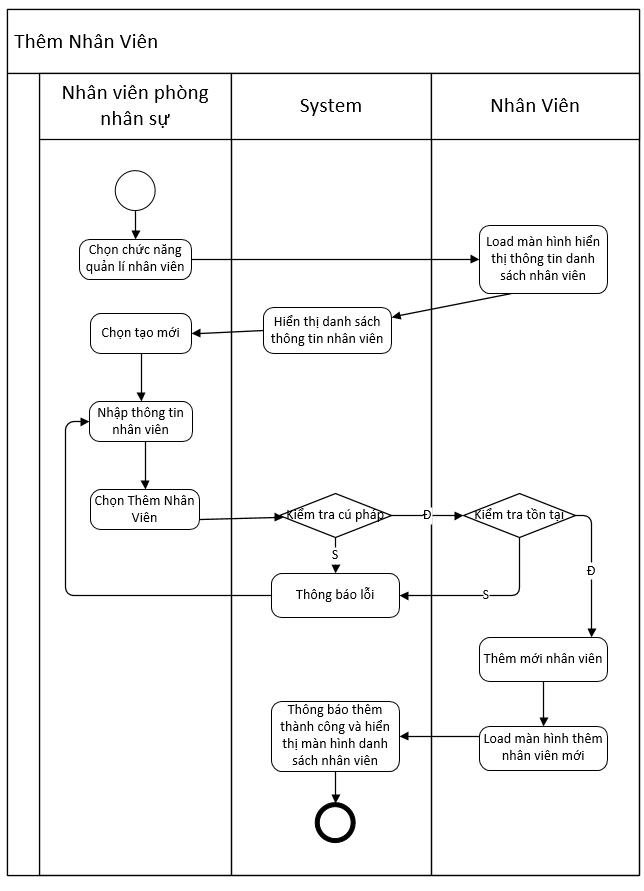 Thêm Nhân Viên
Nhân viên phòng
nhân sự
System
Nhân Viên
Chọn chức năng
quản lí nhân viên
Load màn hình hiển
thị thông tin danh
sách nhân viên
Hiển thị danh sách
thông tin nhân viên
Chọn tạo mới
Nhập thông tin
nhân viên
Chọn Thêm Nhân
Viên
Kiểm tra cú pháp
Đ
Kiểm tra tồn tại
S
Đ
Thông báo lỗi
S
Thêm mới nhân viên
Thông báo thêm
thành công và hiển
thị màn hình danh
sách nhân viên
Load màn hình thêm
nhân viên mới